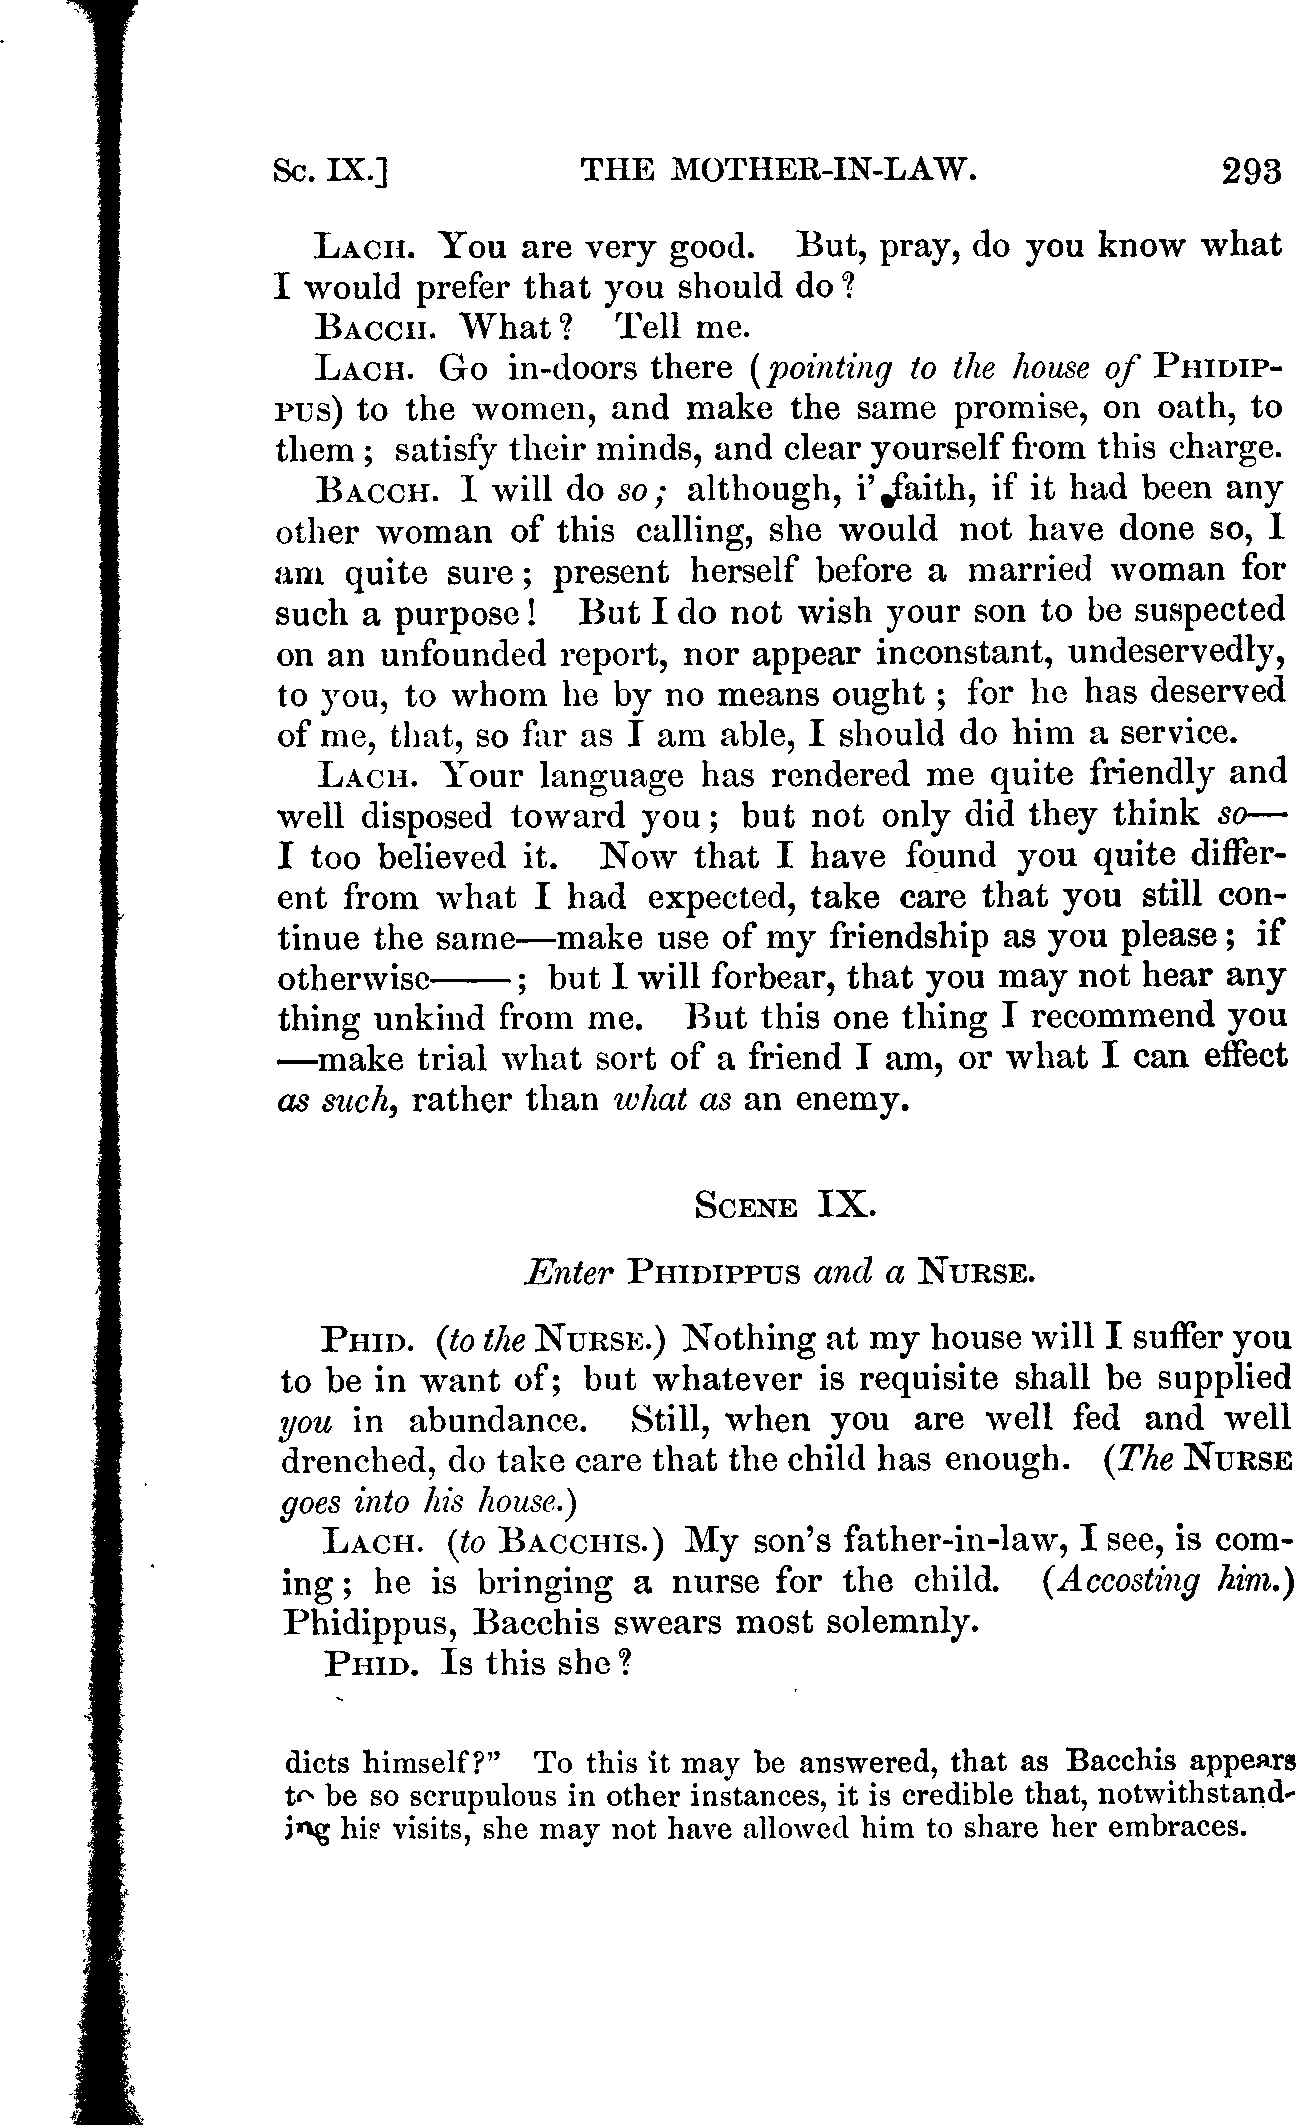 Sc. IX.] THE MOTHER-IN-LAW. 293
LACH. You are very good. But, pray, do you know what
I would prefer that you should do?
BACCH. What? Tell me.
LACH. Go in-doors there (pointing to the house of PHIDIP-
PUS) to the women, and make the same promise, on oath, to
them; satisfy their minds, and clear yourself from this charge.
BACCH. I will do so; although, i'faith, if it had been any
other woman of this calling, she would not have done so, I
am quite sure; present herself before a married woman for
such a purpose! But I do not wish your son to be suspected
on an unfounded report, nor appear inconstant, undeservedly,
to you, to whom he by no means ought; for he has deserved
of me, that, so far as I am able, I should do him a service.
LACH. Your language has rendered me quite friendly and
well disposed toward you; but not only did they think so—
I too believed it. Now that I have found you quite differ-
ent from what I had expected, take care that you still con-
tinue the same—make use of my friendship as you please; if
otherwise——; but I will forbear, that you may not hear any
thing unkind from me. But this one thing I recommend you
—make trial what sort of a friend I am, or what I can effect
as such, rather than what as an enemy.
SCENE IX.
Enter PHIDIPPUS and a NURSE.
PHID. (to the NURSE.) Nothing at my house will I suffer you
to be in want of; but whatever is requisite shall be supplied
you in abundance. Still, when you are well fed and well
drenched, do take care that the child has enough. (The NURSE
goes into his house.)
LACH. (to BACCHIS.) My son's father-in-law, I see, is com-
ing; he is bringing a nurse for the child. (Accosting him.)
Phidippus, Bacchis swears most solemnly.
PHID. Is this she?
dicts himself?" To this it may be answered, that as Bacchis appears
to be so scrupulous in other instances, it is credible that, notwithstand-
ing his visits, she may not have allowed him to share her embraces.